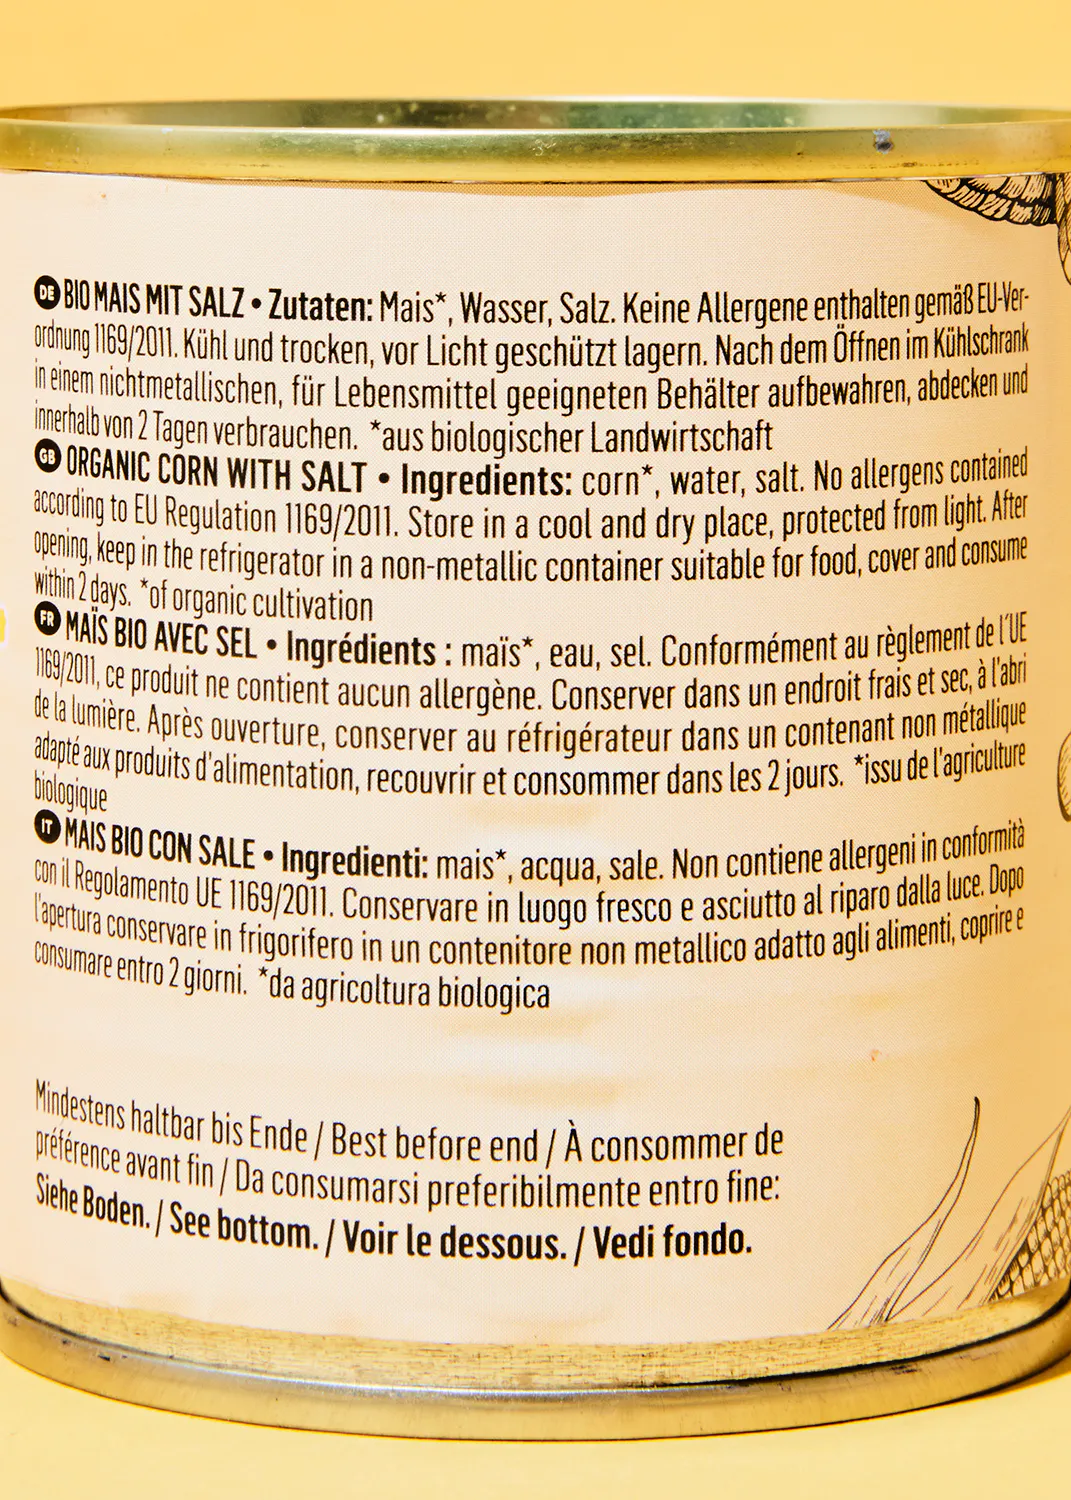 DE BIO MAIS MIT SALZ • Zutaten: Mais*, Wasser, Salz. Keine Allergene enthalten gemäß EU-Ver-
ordnung 1169/2011. Kühl und trocken, vor Licht geschützt lagern. Nach dem Öffnen im Kühlschrank
in einem nichtmetallischen, für Lebensmittel geeigneten Behälter aufbewahren, abdecken und
innerhalb von 2 Tagen verbrauchen. *aus biologischer Landwirtschaft
GB ORGANIC CORN WITH SALT • Ingredients: corn*, water, salt. No allergens contained
according to EU Regulation 1169/2011. Store in a cool and dry place, protected from light. After
opening, keep in the refrigerator in a non-metallic container suitable for food, cover and consume
within 2 days. *of organic cultivation
FR MAÏS BIO AVEC SEL • Ingrédients : maïs*, eau, sel. Conformément au règlement de l´UE
1169/2011, ce produit ne contient aucun allergène. Conserver dans un endroit frais et sec, à l'abri
de la lumière. Après ouverture, conserver au réfrigérateur dans un contenant non métallique
adapté aux produits d'alimentation, recouvrir et consommer dans les 2 jours. *issu de l'agriculture
biologique
IT MAIS BIO CON SALE • Ingredienti: mais*, acqua, sale. Non contiene allergeni in conformità
con il Regolamento UE 1169/2011. Conservare in luogo fresco e asciutto al riparo dalla luce. Dopo
l'apertura conservare in frigorifero in un contenitore non metallico adatto agli alimenti, coprire e
consumare entro 2 giorni. *da agricoltura biologica
Mindestens haltbar bis Ende / Best before end / À consommer de
préférence avant fin / Da consumarsi preferibilmente entro fine:
Siehe Boden. / See bottom. / Voir le dessous. / Vedi fondo.